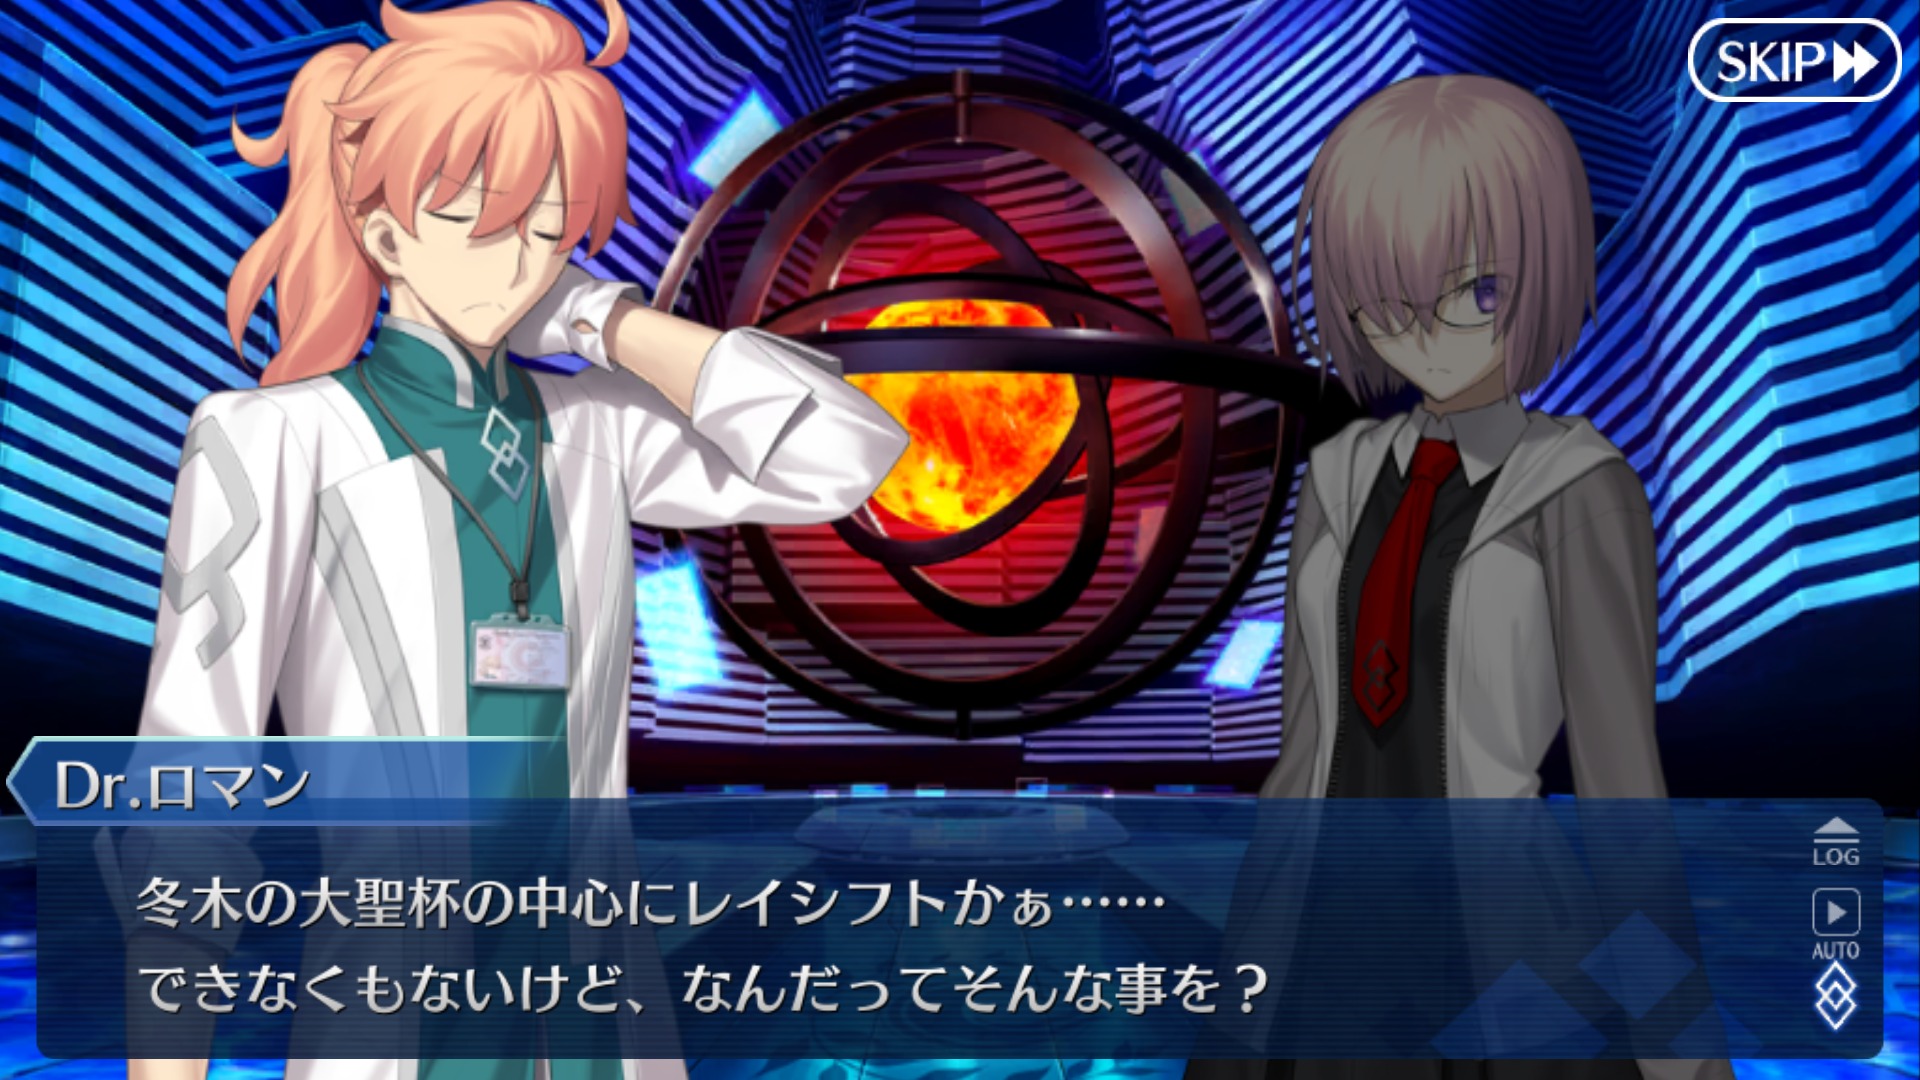 SKIP
Dr.ロマン
冬木の大聖杯の中心にレイシフトかぁ……
できなくもないけど、なんだってそんな事を？
LOG
AUTO